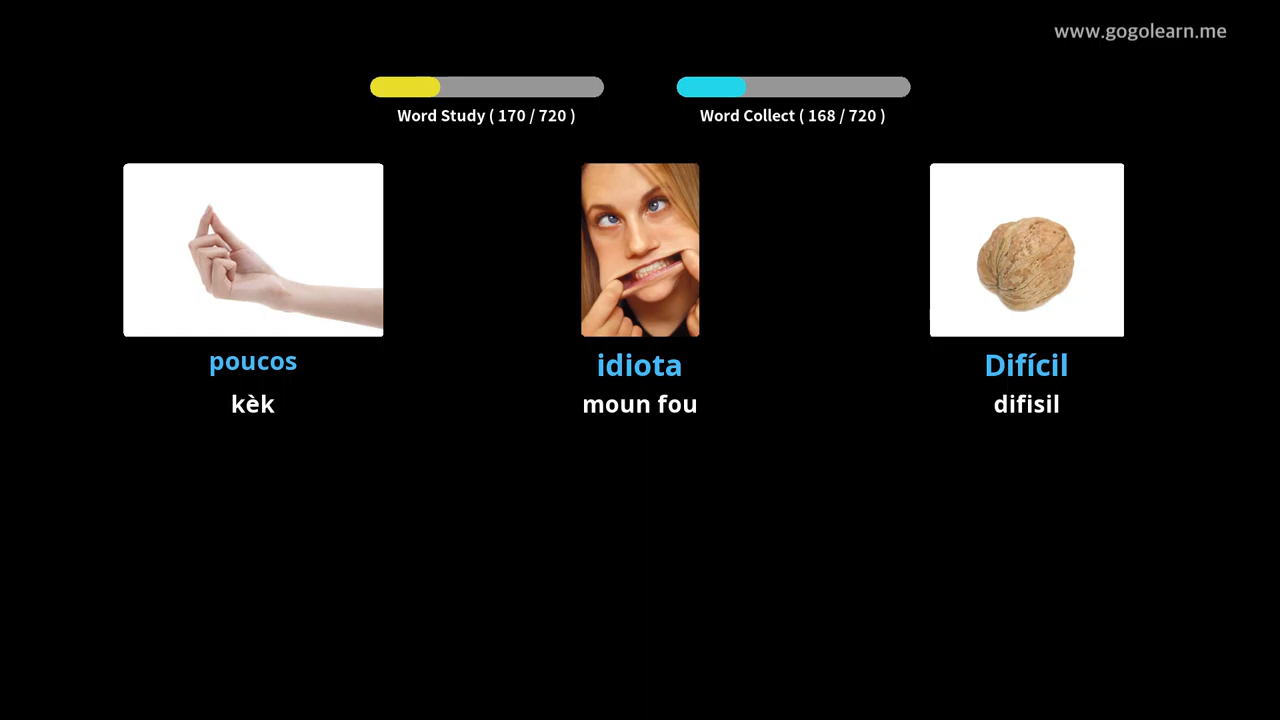 www.gogolearn.me
Word Study ( 170 / 720 )
Word Collect ( 168 / 720 )
poucos
kèk
idiota
moun fou
Difícil
difisil